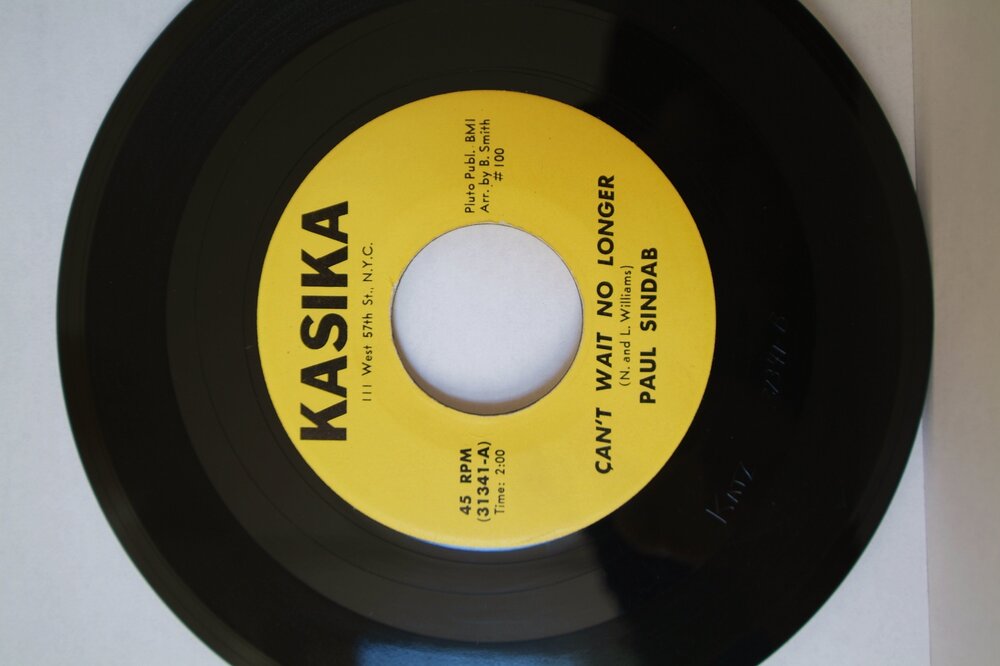 KASIKA
111 West 57th St., N.Y.C.
45 RPM
(31341-A)
Time: 2:00
Pluto Publ. BMI
Arr. by B. Smith
# 100
CAN'T WAIT NO LONGER
(N. and L. Williams)
PAUL SINDAB